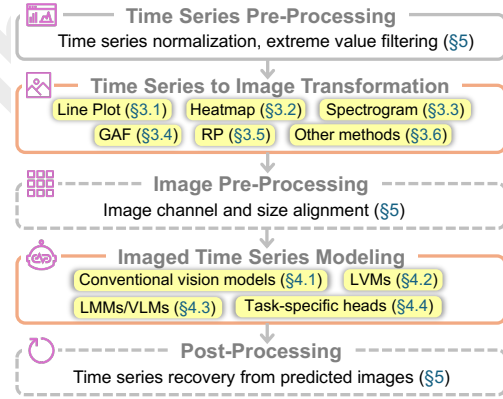 Time Series Pre-Processing
Time series normalization, extreme value filtering (§5)
Time Series to Image Transformation
Line Plot (§3.1) Heatmap (§3.2) Spectrogram (§3.3)
GAF (§3.4) RP (§3.5) Other methods (§3.6)
Image Pre-Processing
Image channel and size alignment (§5)
Imaged Time Series Modeling
Conventional vision models (§4.1) LVMs (§4.2)
LMMs/VLMs (§4.3) Task-specific heads (§4.4)
Post-Processing
Time series recovery from predicted images (§5)